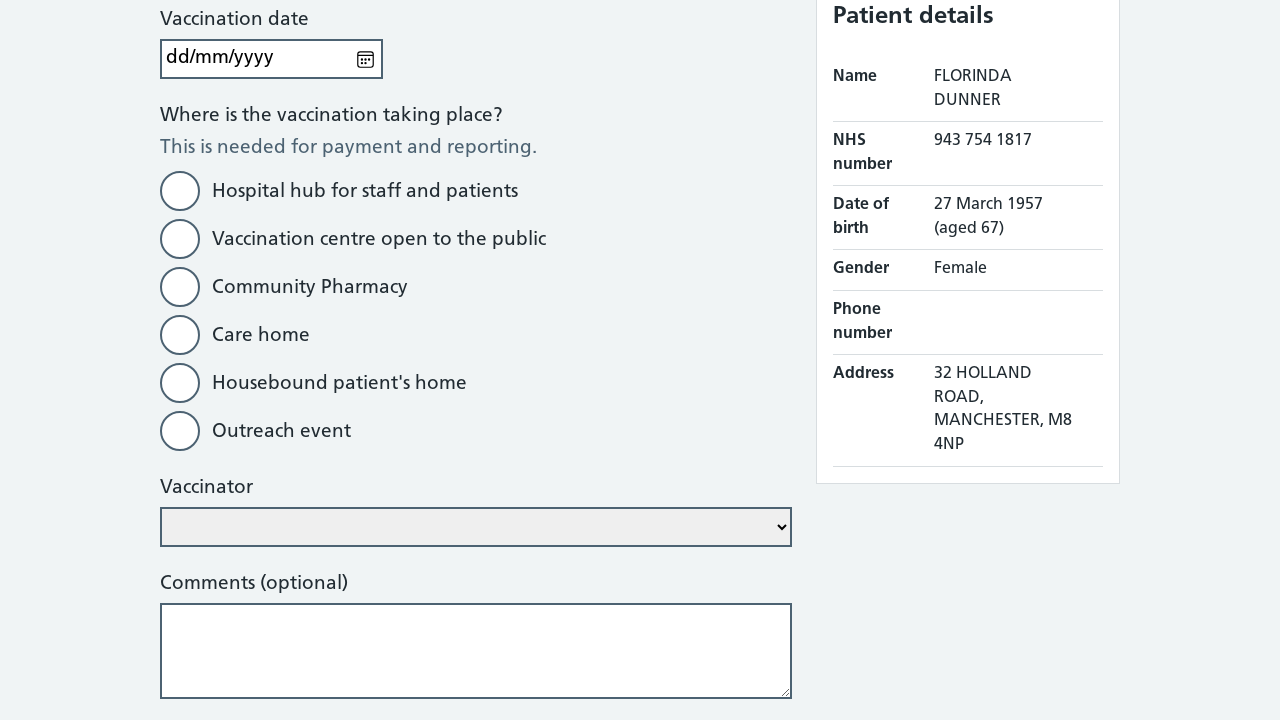 Vaccination date
dd/mm/yyyy
Where is the vaccination taking place?
This is needed for payment and reporting.
Hospital hub for staff and patients
Vaccination centre open to the public
Community Pharmacy
Care home
Housebound patient's home
Outreach event
Vaccinator
Comments (optional)
Patient details
Name
FLORINDA
DUNNER
NHS
number
943 754 1817
Date of
birth
27 March 1957
(aged 67)
Gender
Female
Phone
number
Address
32 HOLLAND
ROAD,
MANCHESTER, M8
4NP